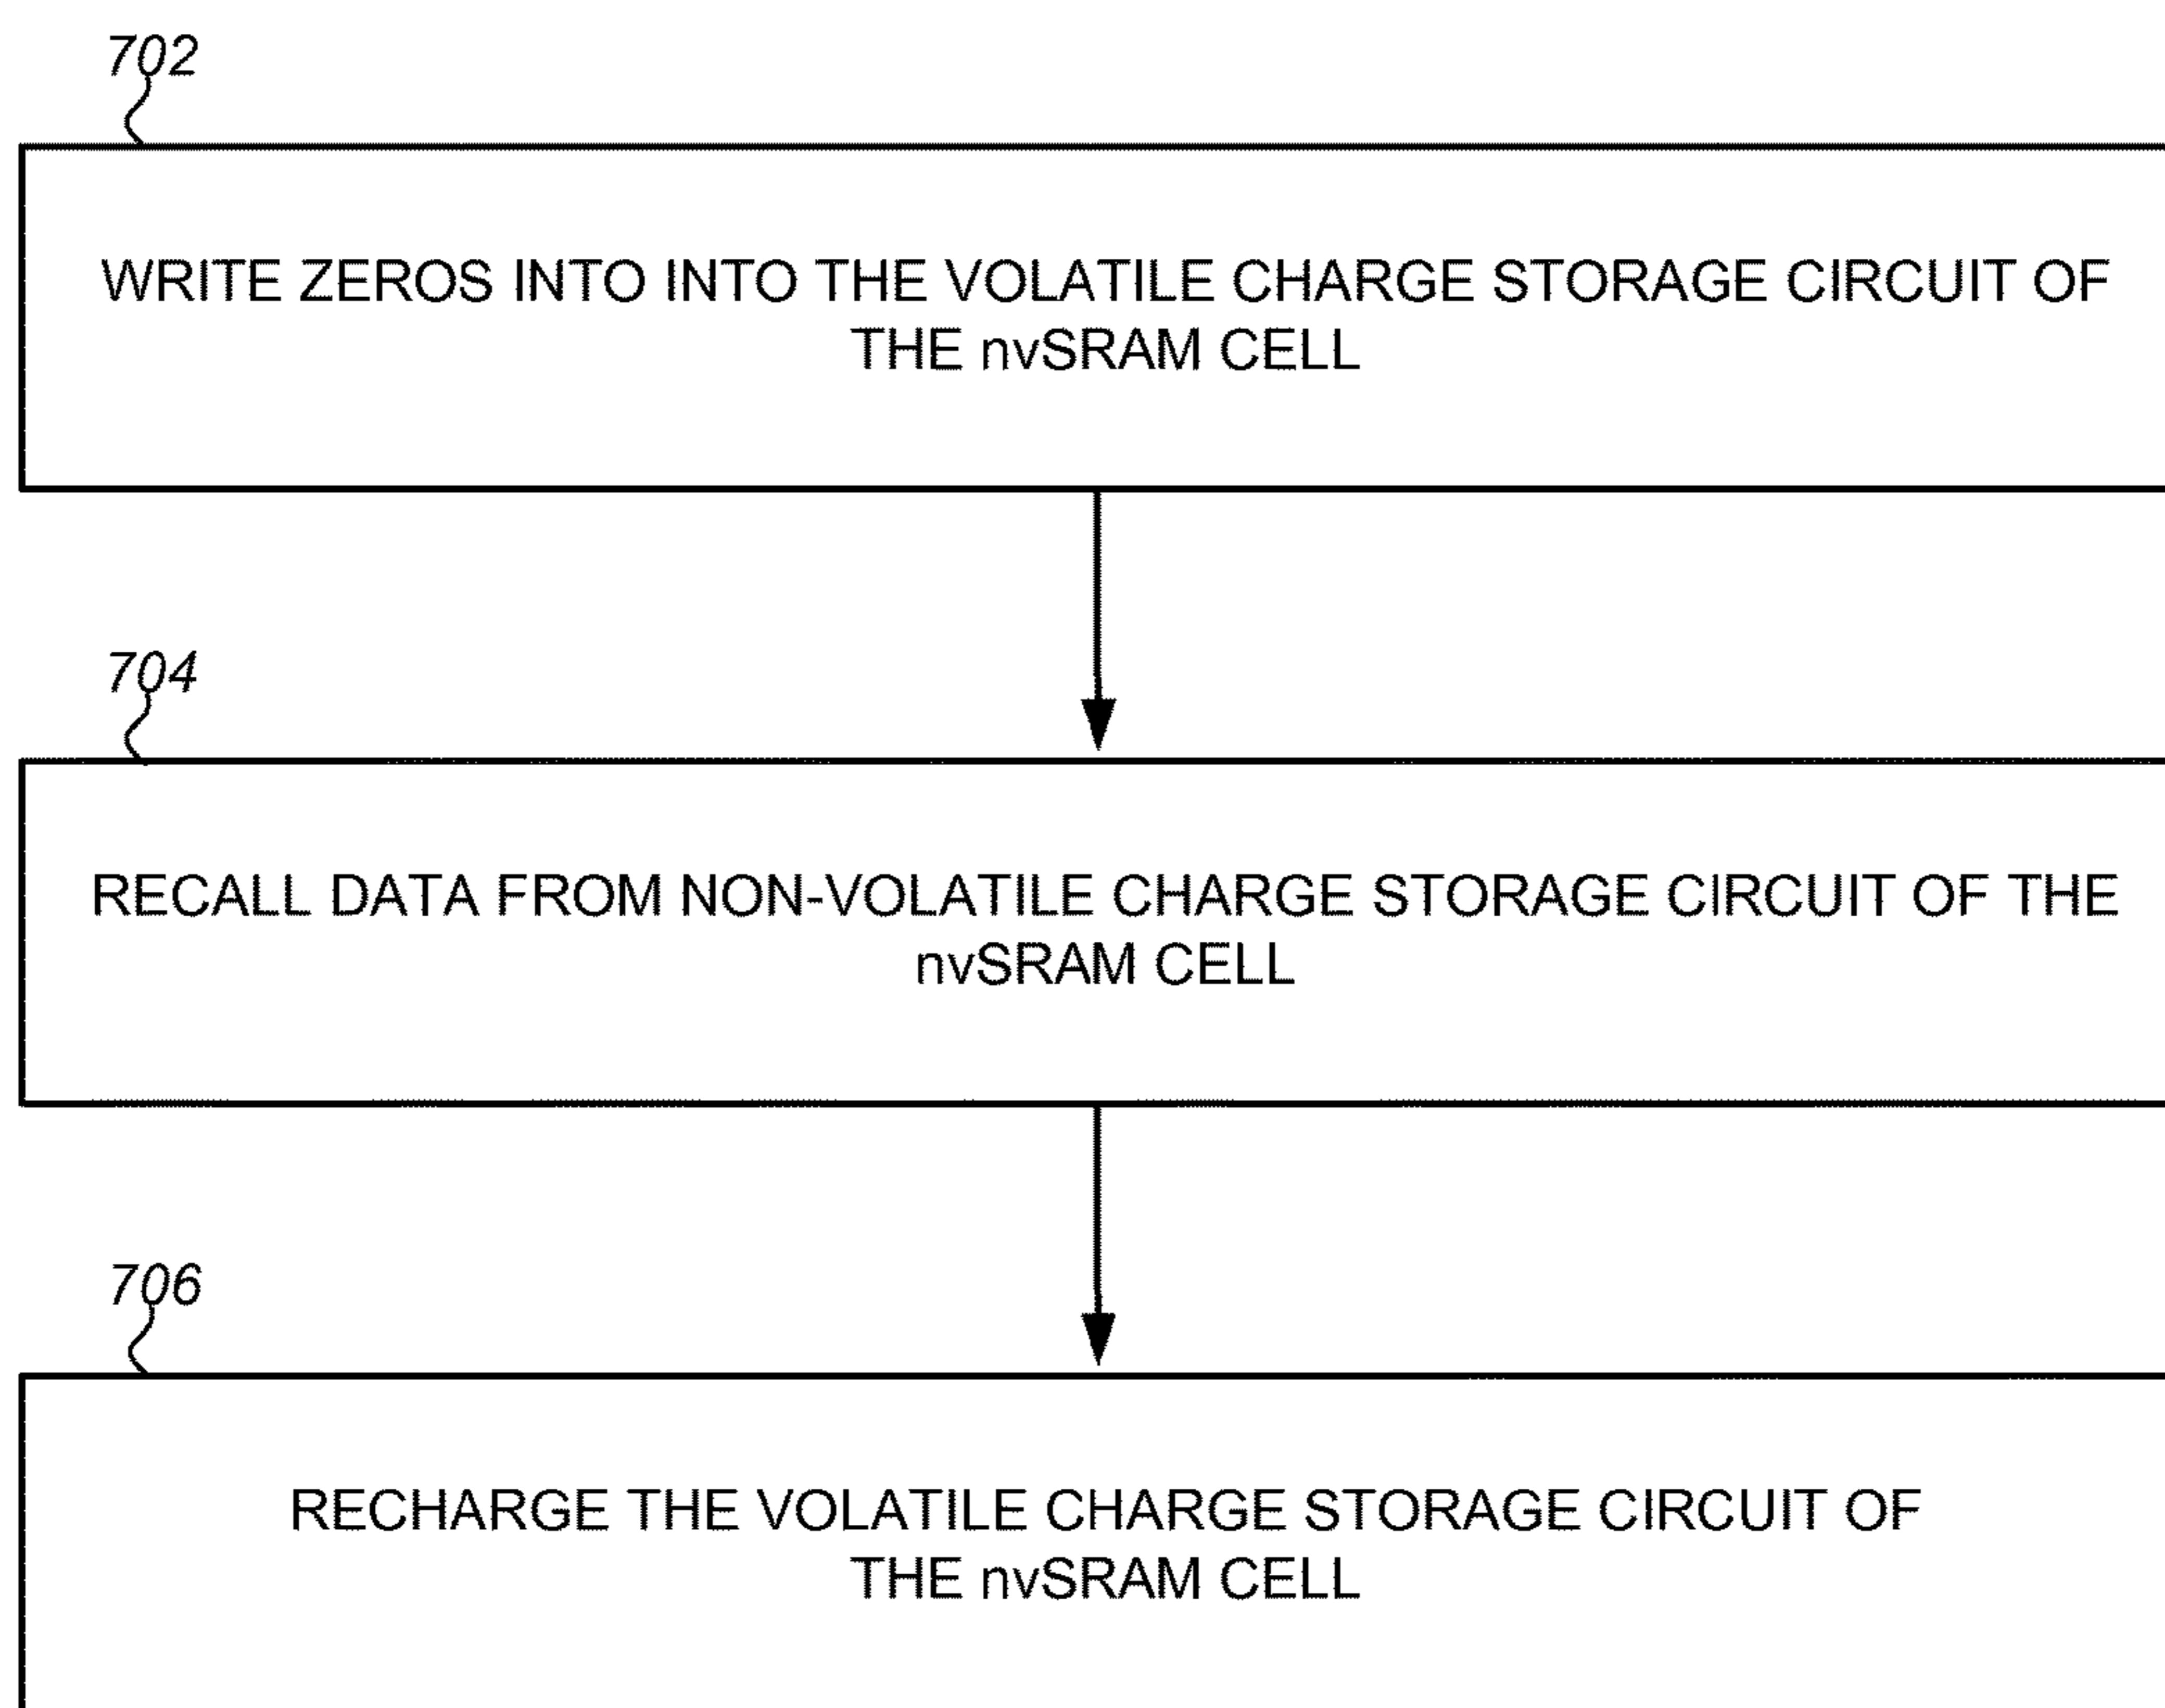 702
WRITE ZEROS INTO INTO THE VOLATILE CHARGE STORAGE CIRCUIT OF
THE nvSRAM CELL
704
RECALL DATA FROM NON-VOLATILE CHARGE STORAGE CIRCUIT OF THE
nvSRAM CELL
706
RECHARGE THE VOLATILE CHARGE STORAGE CIRCUIT OF
THE nvSRAM CELL